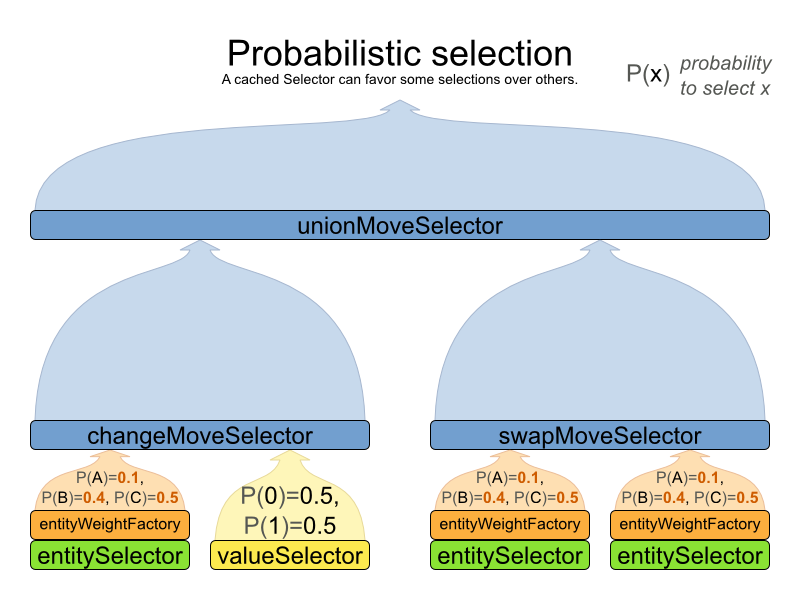 Probabilistic selection
A cached Selector can favor some selections over others.
P(x) probability
to select x
unionMoveSelector
changeMoveSelector
swapMoveSelector
P(A)=0.1,
P(B)=0.4, P(C)=0.5
entityWeightFactory
entitySelector
P(0)=0.5,
P(1)=0.5
valueSelector
P(A)=0.1,
P(B)=0.4, P(C)=0.5
entityWeightFactory
entitySelector
P(A)=0.1,
P(B)=0.4, P(C)=0.5
entityWeightFactory
entitySelector